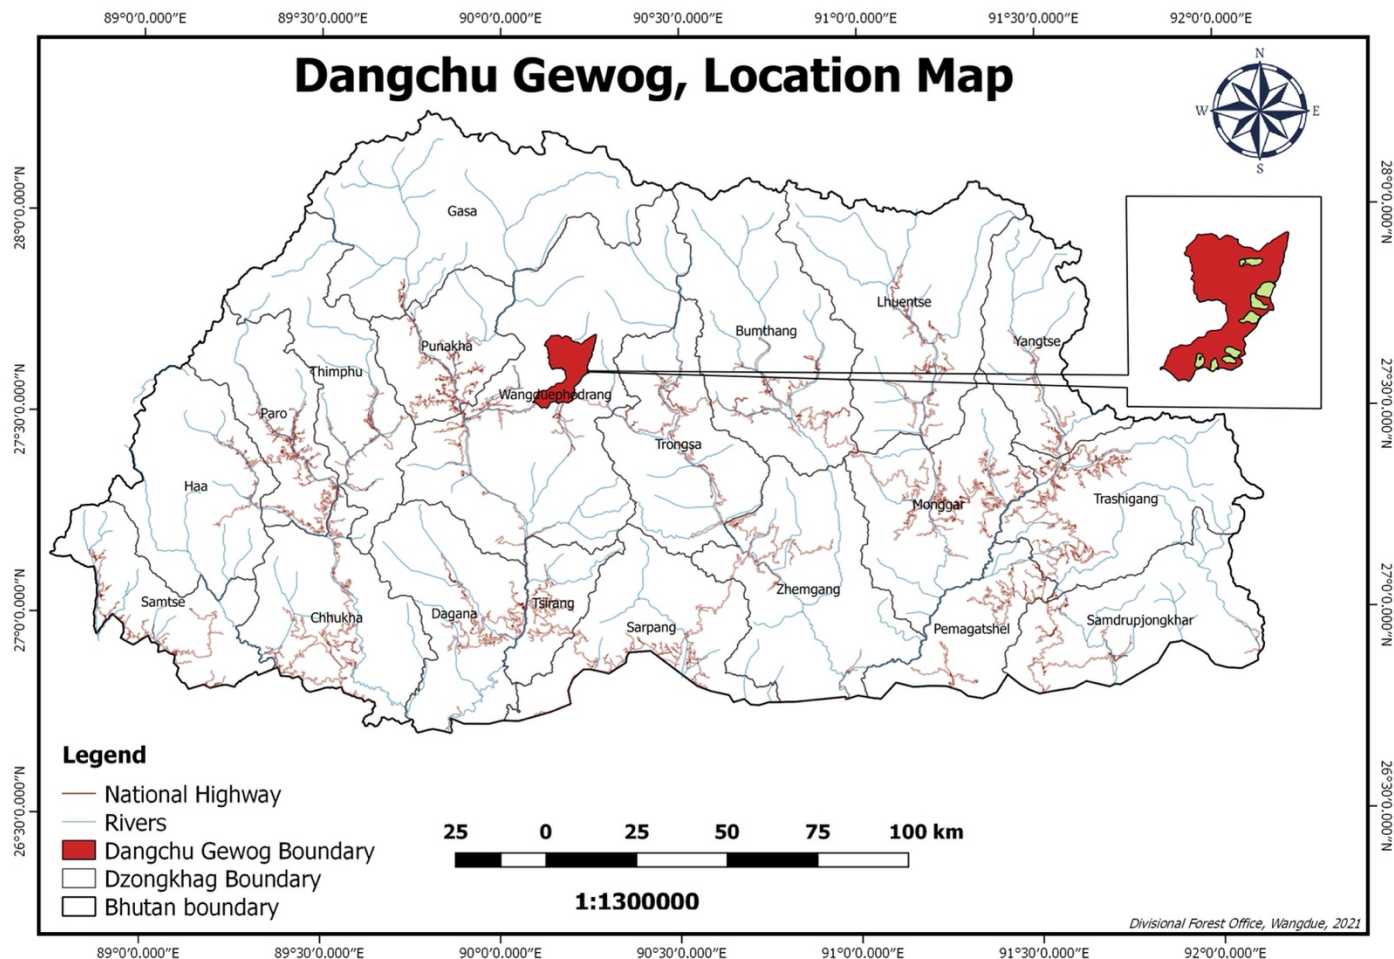 89°0'0.000"E 89°30'0.000"E 90°0'0.000"E 90°30'0.000"E 91°0'0.000"E 91°30'0.000"E 92°0'0.000"E
Dangchu Gewog, Location Map
N
W E
S
28°0'0.000"N 28°0'0.000"N
Gasa
Lhuentse
Bumthang
Yangtse
Punakha
Thimphu
27°30'0.000"N 27°30'0.000"N
Wangduephodrang
Paro
Trongsa
Haa
Trashigang
Monggar
27°0'0.000"N 27°0'0.000"N
Zhemgang
Samtse
Tsirang
Dagana
Chhukha
Sarpang
Pemagatshel
Samdrupjongkhar
Legend
National Highway
Rivers
Dangchu Gewog Boundary
Dzongkhag Boundary
Bhutan boundary
26°30'0.000"N 26°30'0.000"N
25 0 25 50 75 100 km
1:1300000
Divisional Forest Office, Wangdue, 2021
89°0'0.000"E 89°30'0.000"E 90°0'0.000"E 90°30'0.000"E 91°0'0.000"E 91°30'0.000"E 92°0'0.000"E